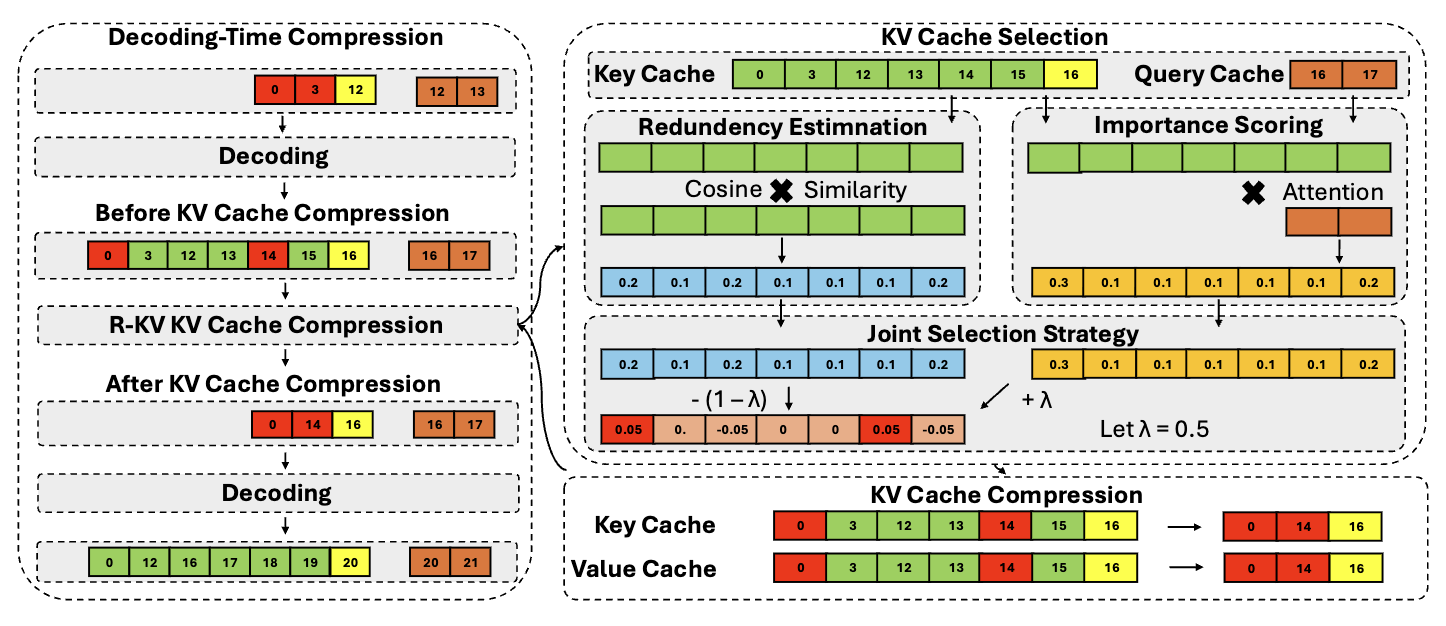 Decoding-Time Compression
0 3 12 12 13
Decoding
Before KV Cache Compression
0 3 12 13 14 15 16 16 17
R-KV KV Cache Compression
After KV Cache Compression
0 14 16 16 17
Decoding
0 12 16 17 18 19 20 20 21
KV Cache Selection
Key Cache 0 3 12 13 14 15 16 Query Cache 16 17
Redundency Estimnation
Cosine ✖ Similarity
0.2 0.1 0.2 0.1 0.1 0.1 0.2
Importance Scoring
✖ Attention
0.3 0.1 0.1 0.1 0.1 0.1 0.2
Joint Selection Strategy
0.2 0.1 0.2 0.1 0.1 0.1 0.2 0.3 0.1 0.1 0.1 0.1 0.1 0.2
- (1 – λ) + λ
0.05 0. -0.05 0 0 0.05 -0.05 Let λ = 0.5
KV Cache Compression
Key Cache 0 3 12 13 14 15 16 0 14 16
Value Cache 0 3 12 13 14 15 16 0 14 16